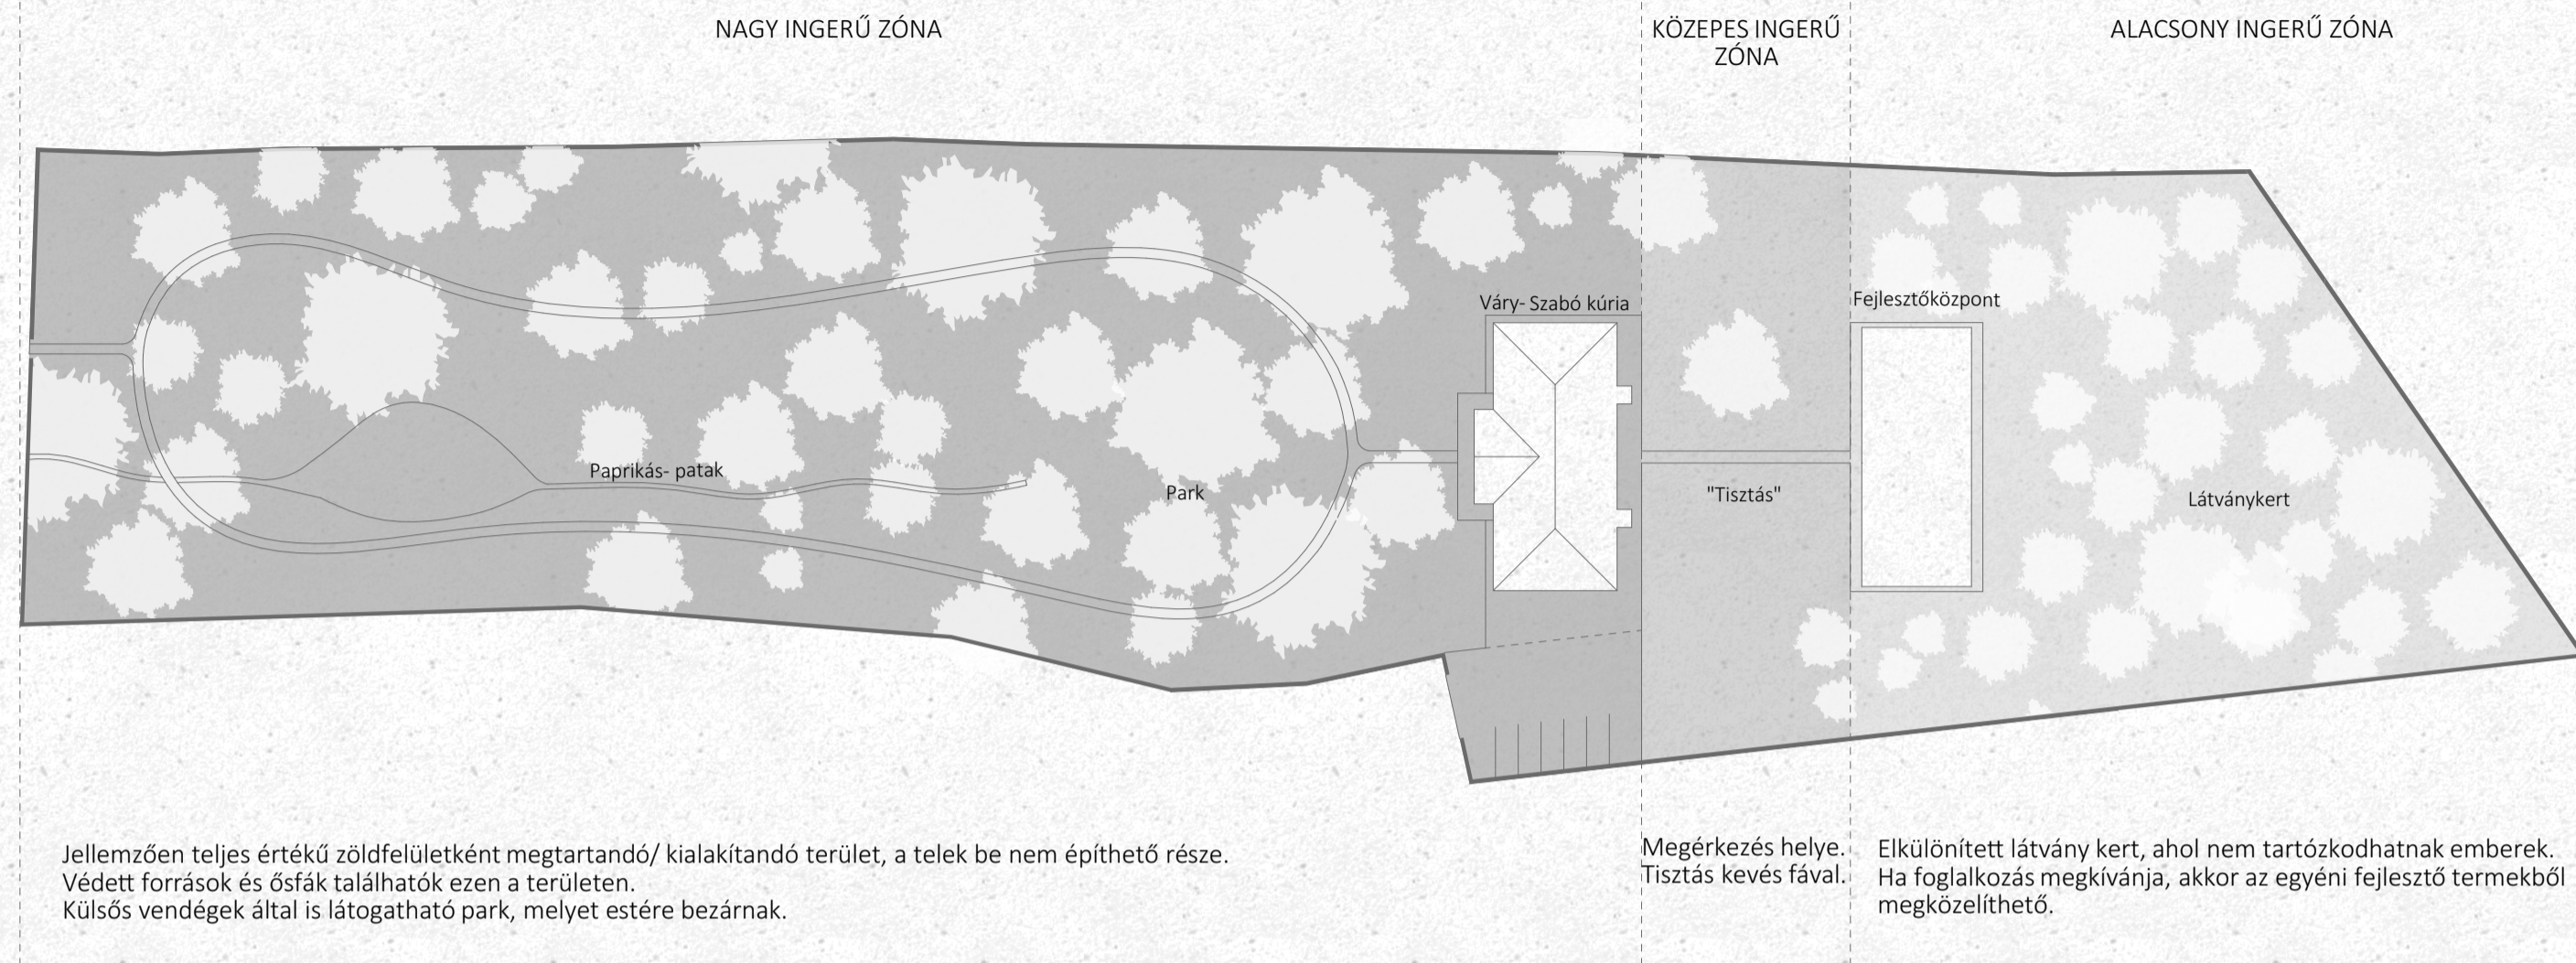 NAGY INGERŰ ZÓNA
KÖZEPES INGERŰ
ZÓNA
ALACSONY INGERŰ ZÓNA
Váry- Szabó kúria
Fejlesztőközpont
Paprikás- patak
Park
"Tisztás"
Látványkert
Jellemzően teljes értékű zöldfelületként megtartandó/ kialakítandó terület, a telek be nem építhető része.
Védett források és ősfák találhatók ezen a területen.
Külsős vendégek által is látogatható park, melyet estére bezárnak.
Megérkezés helye.
Tisztás kevés fával.
Elkülönített látvány kert, ahol nem tartózkodhatnak emberek.
Ha foglalkozás megkívánja, akkor az egyéni fejlesztő termekből
megközelíthető.